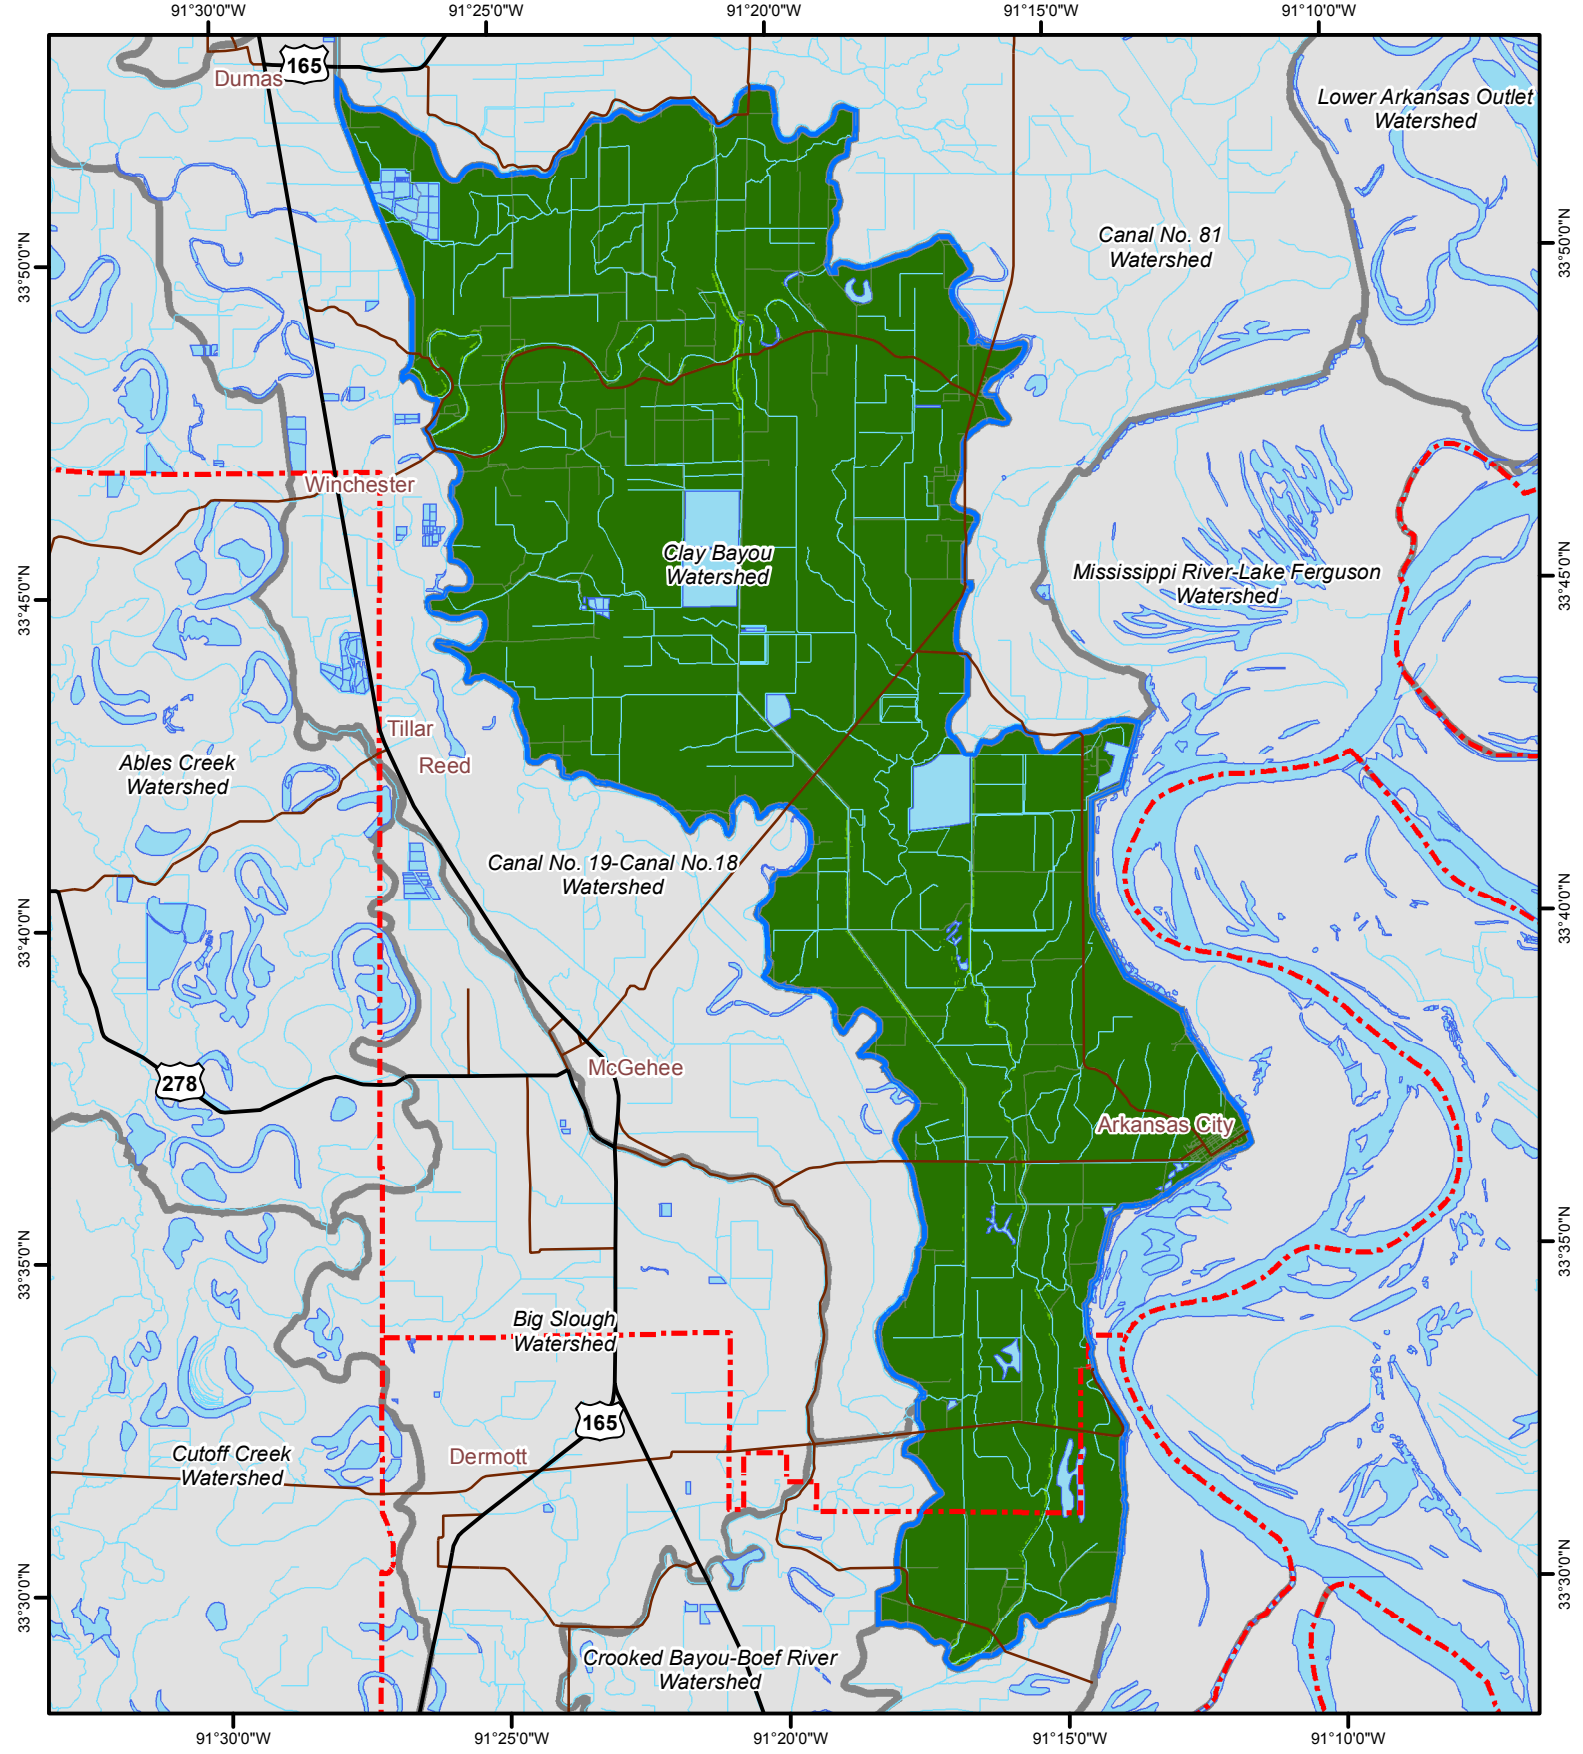 91°30'0"W
91°25'0"W
91°20'0"W
91°15'0"W
91°10'0"W
165
Dumas
Lower Arkansas Outlet
Watershed
Canal No. 81
Watershed
33°50'0"N
33°50'0"N
Winchester
Clay Bayou
Watershed
Mississippi River-Lake Ferguson
Watershed
33°45'0"N
33°45'0"N
Tillar
Reed
Ables Creek
Watershed
Canal No. 19-Canal No.18
Watershed
33°40'0"N
33°40'0"N
McGehee
278
Arkansas City
33°35'0"N
33°35'0"N
Big Slough
Watershed
165
Dermott
Cutoff Creek
Watershed
33°30'0"N
33°30'0"N
Crooked Bayou-Boef River
Watershed
91°30'0"W
91°25'0"W
91°20'0"W
91°15'0"W
91°10'0"W